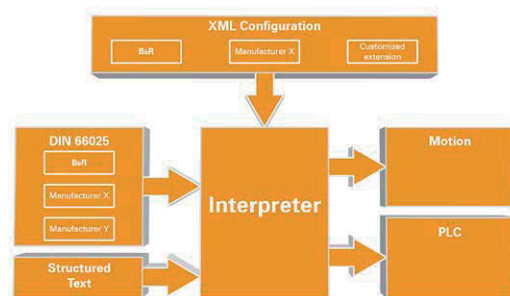 XML Configuration
B&R
Manufacturer X
Customized
extension
DIN 66025
B&R
Manufacturer X
Manufacturer Y
Interpreter
Motion
PLC
Structured
Text